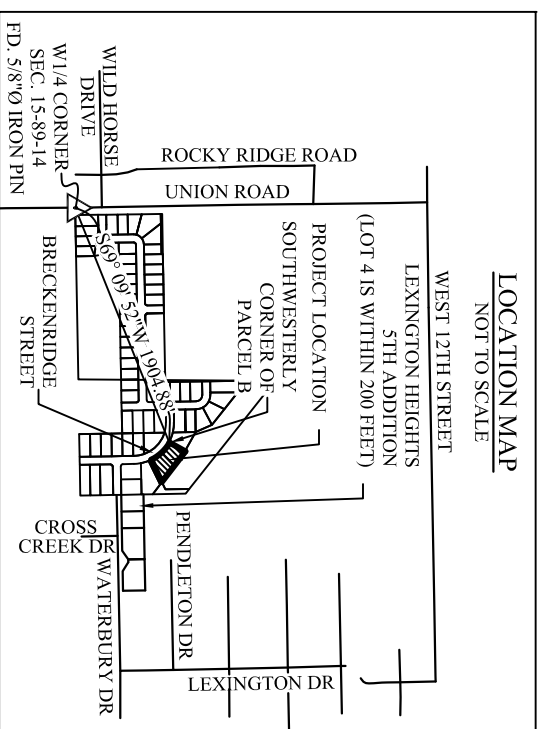 LOCATION MAP
NOT TO SCALE
WEST 12TH STREET
LEXINGTON HEIGHTS
5TH ADDITION
(LOT 4 IS WITHIN 200 FEET)
PROJECT LOCATION
SOUTHWESTERLY
CORNER OF
PARCEL B
ROCKY RIDGE ROAD
UNION ROAD
WILD HORSE
DRIVE
W1/4 CORNER
SEC. 15-89-14
FD. 5/8"Ø IRON PIN
S69° 09' 52"W 1904.88'
BRECKENRIDGE
STREET
PENDLETON DR
LEXINGTON DR
CROSS
CREEK DR
WATERBURY DR